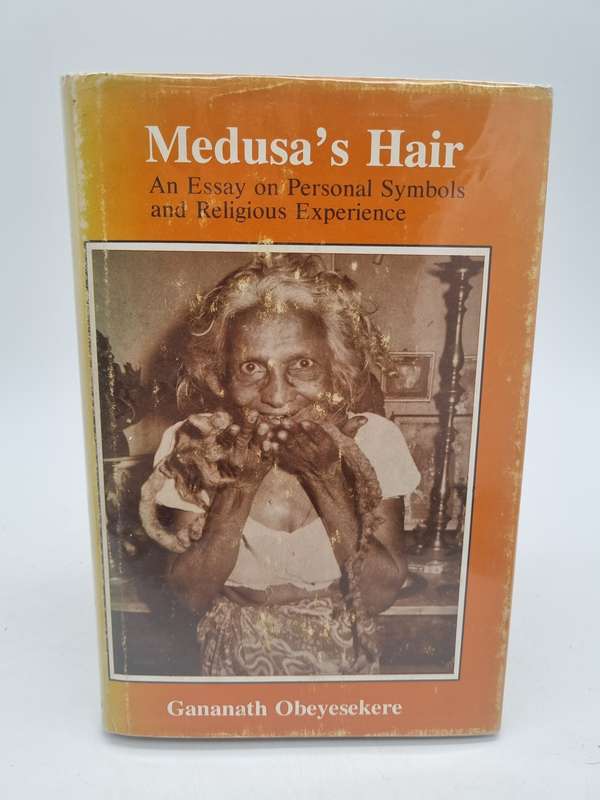 Medusa's Hair
An Essay on Personal Symbols
and Religious Experience
Gananath Obeyesekere